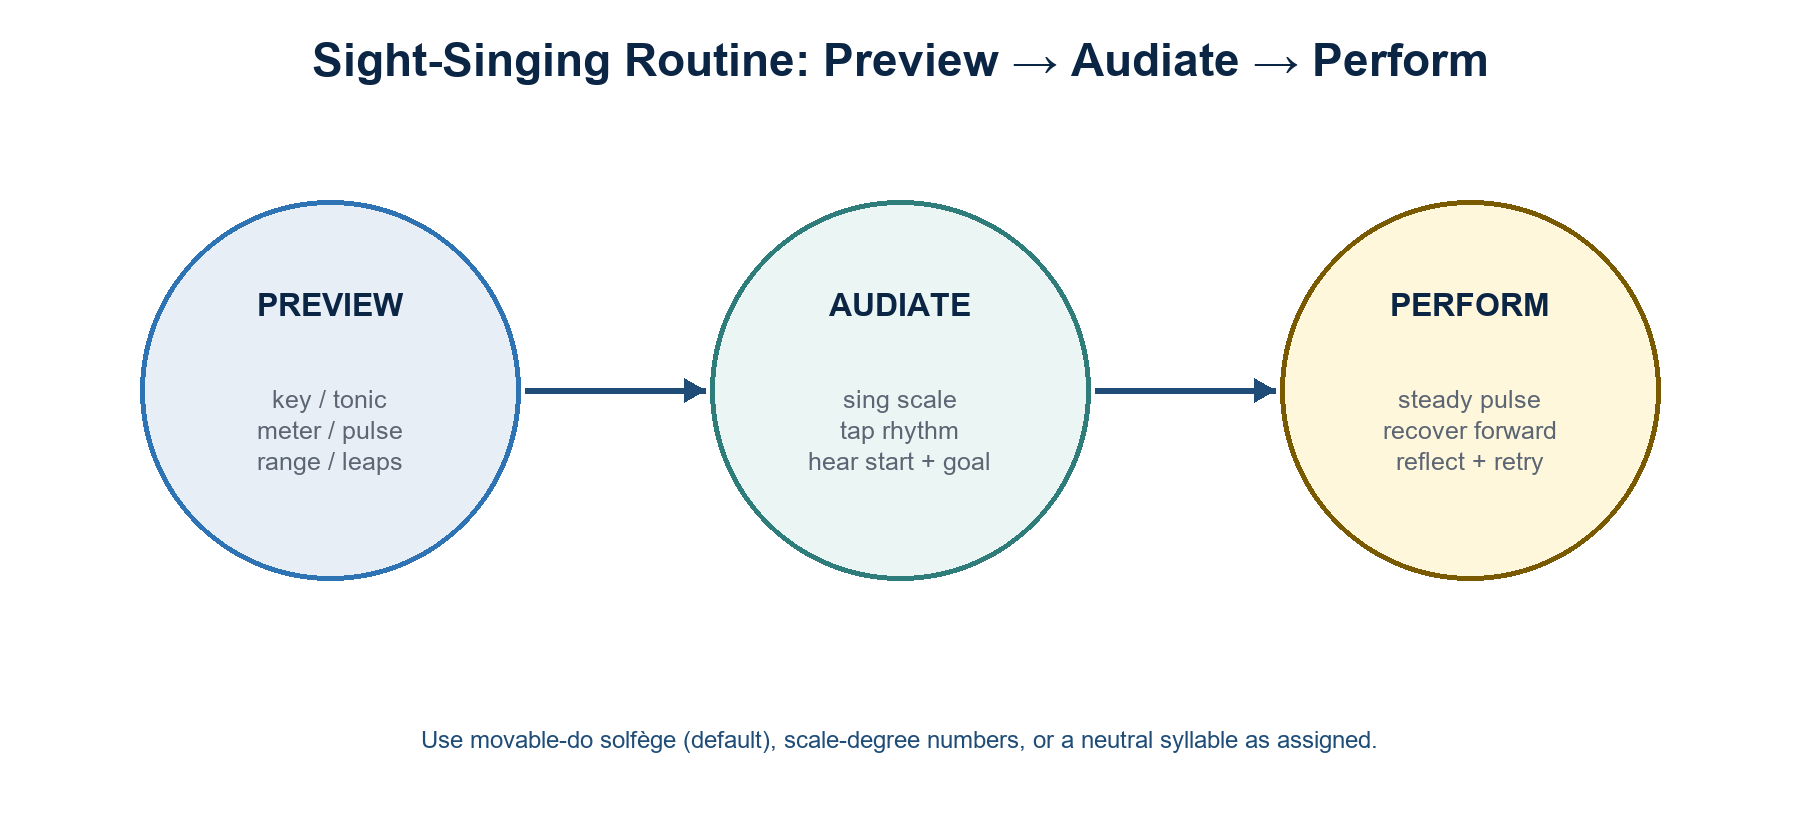 Sight-Singing Routine: Preview → Audiate → Perform
PREVIEW
key / tonic
meter / pulse
range / leaps
AUDIATE
sing scale
tap rhythm
hear start + goal
PERFORM
steady pulse
recover forward
reflect + retry
Use movable-do solfège (default), scale-degree numbers, or a neutral syllable as assigned.